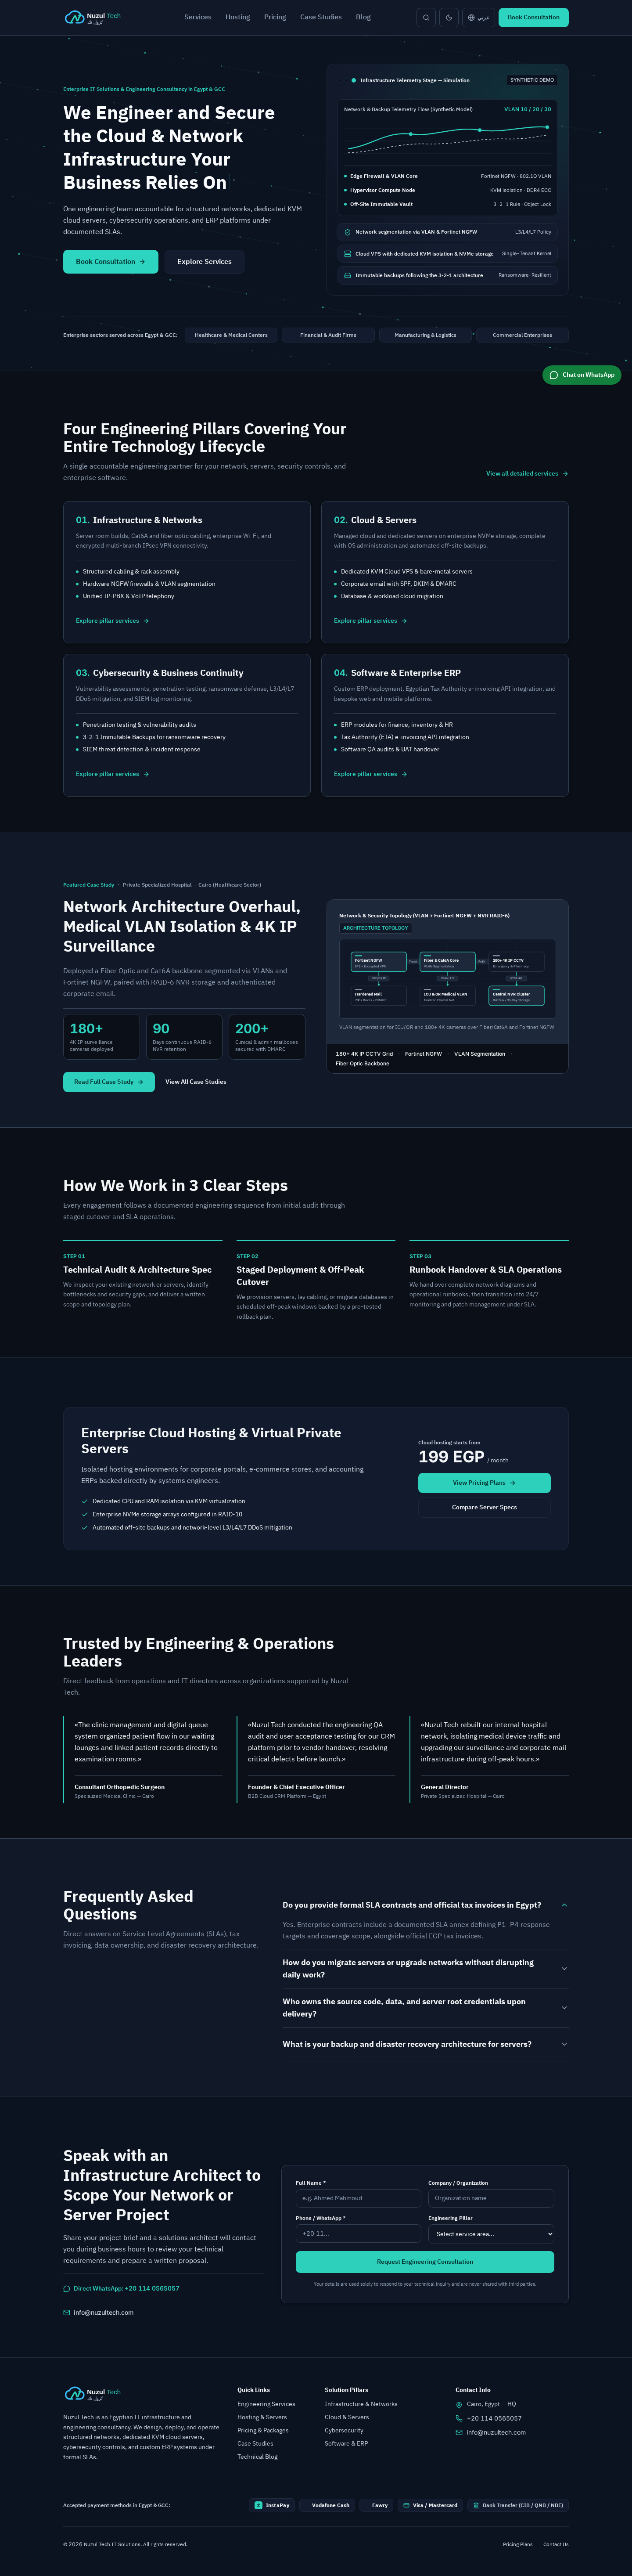 Nuzul Tech
نـزول تك
Services
Hosting
Pricing
Case Studies
Blog
عربي
Book Consultation
Enterprise IT Solutions & Engineering Consultancy in Egypt & GCC
We Engineer and Secure
the Cloud & Network
Infrastructure Your
Business Relies On
Our engineering team accountable for structured networks, dedicated KVM
cloud servers, cybersecurity operations, and ERP platforms under
documented SLAs.
Book Consultation
Explore Services
Infrastructure Telemetry Stage — Simulation
SYNTHETIC DEMO
Network & Backup Telemetry Flow (Synthetic Model)
VLAN 10 / 20 / 30
Edge Firewall & VLAN Core
Fortinet NGFW · 802.1Q VLAN
Hypervisor Compute Node
KVM Isolation · DDR4 ECC
Off-Site Immutable Vault
3-2-1 Rule · Object Lock
Network segmentation via VLAN & Fortinet NGFW
L3/L4/L7 Policy
Cloud VPS with dedicated KVM isolation & NVMe storage
Single-Tenant Kernel
Immutable backups following the 3-2-1 architecture
Ransomware-Resilient
Enterprise sectors served across Egypt & GCC:
Healthcare & Medical Centers
Financial & Audit Firms
Manufacturing & Logistics
Commercial Enterprises
Chat on WhatsApp
Four Engineering Pillars Covering Your
Entire Technology Lifecycle
A single accountable engineering partner for your network, servers, security controls, and
enterprise software.
View all detailed services
01. Infrastructure & Networks
Server room builds, Cat6A and fiber optic cabling, enterprise Wi-Fi, and
encrypted multi-branch IPsec VPN connectivity.
Structured cabling & rack assembly
Hardware NGFW firewalls & VLAN segmentation
Unified IP-PBX & VoIP telephony
Explore pillar services
02. Cloud & Servers
Managed cloud and dedicated servers on enterprise NVMe storage, complete
with OS administration and automated off-site backups.
Dedicated KVM Cloud VPS & bare-metal servers
Corporate email with SPF, DKIM & DMARC
Database & workload cloud migration
Explore pillar services
03. Cybersecurity & Business Continuity
Vulnerability assessments, penetration testing, ransomware defense, L3/L4/L7
DDoS mitigation, and SIEM log monitoring.
Penetration testing & vulnerability audits
3-2-1 Immutable Backups for ransomware recovery
SIEM threat detection & incident response
Explore pillar services
04. Software & Enterprise ERP
Custom ERP deployment, Egyptian Tax Authority e-invoicing API integration, and
bespoke web and mobile platforms.
ERP modules for finance, inventory & HR
Tax Authority (ETA) e-invoicing API integration
Software QA audits & UAT handover
Explore pillar services
Featured Case Study · Private Specialized Hospital — Cairo (Healthcare Sector)
Network Architecture Overhaul,
Medical VLAN Isolation & 4K IP
Surveillance
Deployed a Fiber Optic and Cat6A backbone segmented via VLANs and
Fortinet NGFW, paired with RAID-6 NVR storage and authenticated
corporate email.
180+
4K IP surveillance
cameras deployed
90
Days continuous RAID-6
NVR retention
200+
Clinical & admin mailboxes
secured with DMARC
Read Full Case Study
View All Case Studies
Network & Security Topology (VLAN + Fortinet NGFW + NVR RAID-6)
ARCHITECTURE TOPOLOGY
Fortinet NGFW
Fiber & Cat6A Core
VLAN Segmentation
180+ 4K IP CCTV
Emergency & Pharmacy
Hardened Mail
ICU & OR Medical VLAN
Central NVR Cluster
VLAN segmentation for ICU/OR and 180+ 4K cameras over Fiber/Cat6A and Fortinet NGFW
180+ 4K IP CCTV Grid · Fortinet NGFW · VLAN Segmentation ·
Fiber Optic Backbone
How We Work in 3 Clear Steps
Every engagement follows a documented engineering sequence from initial audit through
staged cutover and SLA operations.
STEP 01
Technical Audit & Architecture Spec
We inspect your existing network or servers, identify
bottlenecks and security gaps, and deliver a written
scope and topology plan.
STEP 02
Staged Deployment & Off-Peak
Cutover
We provision servers, lay cabling, or migrate databases in
scheduled off-peak windows backed by a pre-tested
rollback plan.
STEP 03
Runbook Handover & SLA Operations
We hand over complete network diagrams and
operational runbooks, then transition into 24/7
monitoring and patch management under SLA.
Enterprise Cloud Hosting & Virtual Private
Servers
Isolated hosting environments for corporate portals, e-commerce stores, and accounting
ERPs backed directly by systems engineers.
Dedicated CPU and RAM isolation via KVM virtualization
Enterprise NVMe storage arrays configured in RAID-10
Automated off-site backups and network-level L3/L4/L7 DDoS mitigation
Cloud hosting starts from
199 EGP / month
View Pricing Plans
Compare Server Specs
Trusted by Engineering & Operations
Leaders
Direct feedback from operations and IT directors across organizations supported by Nuzul
Tech.
«The clinic management and digital queue
system organized patient flow in our waiting
lounges and linked patient records directly to
examination rooms.»
Consultant Orthopedic Surgeon
Specialized Medical Clinic — Cairo
«Nuzul Tech conducted the engineering QA
audit and user acceptance testing for our CRM
platform prior to vendor handover, resolving
critical defects before launch.»
Founder & Chief Executive Officer
B2B Cloud CRM Platform — Egypt
«Nuzul Tech rebuilt our internal hospital
network, isolating medical device traffic and
upgrading our surveillance and corporate mail
infrastructure during off-peak hours.»
General Director
Private Specialized Hospital — Cairo
Frequently Asked
Questions
Direct answers on Service Level Agreements (SLAs), tax
invoicing, data ownership, and disaster recovery architecture.
Do you provide formal SLA contracts and official tax invoices in Egypt?
Yes. Enterprise contracts include a documented SLA annex defining P1–P4 response
targets and coverage scope, alongside official EGP tax invoices.
How do you migrate servers or upgrade networks without disrupting
daily work?
Who owns the source code, data, and server root credentials upon
delivery?
What is your backup and disaster recovery architecture for servers?
Speak with an
Infrastructure Architect to
Scope Your Network or
Server Project
Share your project brief and a solutions architect will contact
you during business hours to review your technical
requirements and prepare a written proposal.
Direct WhatsApp: +20 114 0565057
info@nuzultech.com
Full Name *
e.g. Ahmed Mahmoud
Company / Organization
Organization name
Phone / WhatsApp *
+20 11...
Engineering Pillar
Select service area...
Request Engineering Consultation
Your details are used solely to respond to your technical inquiry and are never shared with third parties.
Nuzul Tech
نـزول تك
Nuzul Tech is an Egyptian IT infrastructure and
engineering consultancy. We design, deploy, and operate
structured networks, dedicated KVM cloud servers,
cybersecurity controls, and custom ERP systems under
formal SLAs.
Quick Links
Engineering Services
Hosting & Servers
Pricing & Packages
Case Studies
Technical Blog
Solution Pillars
Infrastructure & Networks
Cloud & Servers
Cybersecurity
Software & ERP
Contact Info
Cairo, Egypt — HQ
+20 114 0565057
info@nuzultech.com
Accepted payment methods in Egypt & GCC:
InstaPay
Vodafone Cash
Fawry
Visa / Mastercard
Bank Transfer (CIB / QNB / NBE)
© 2026 Nuzul Tech IT Solutions. All rights reserved.
Pricing Plans
Contact Us